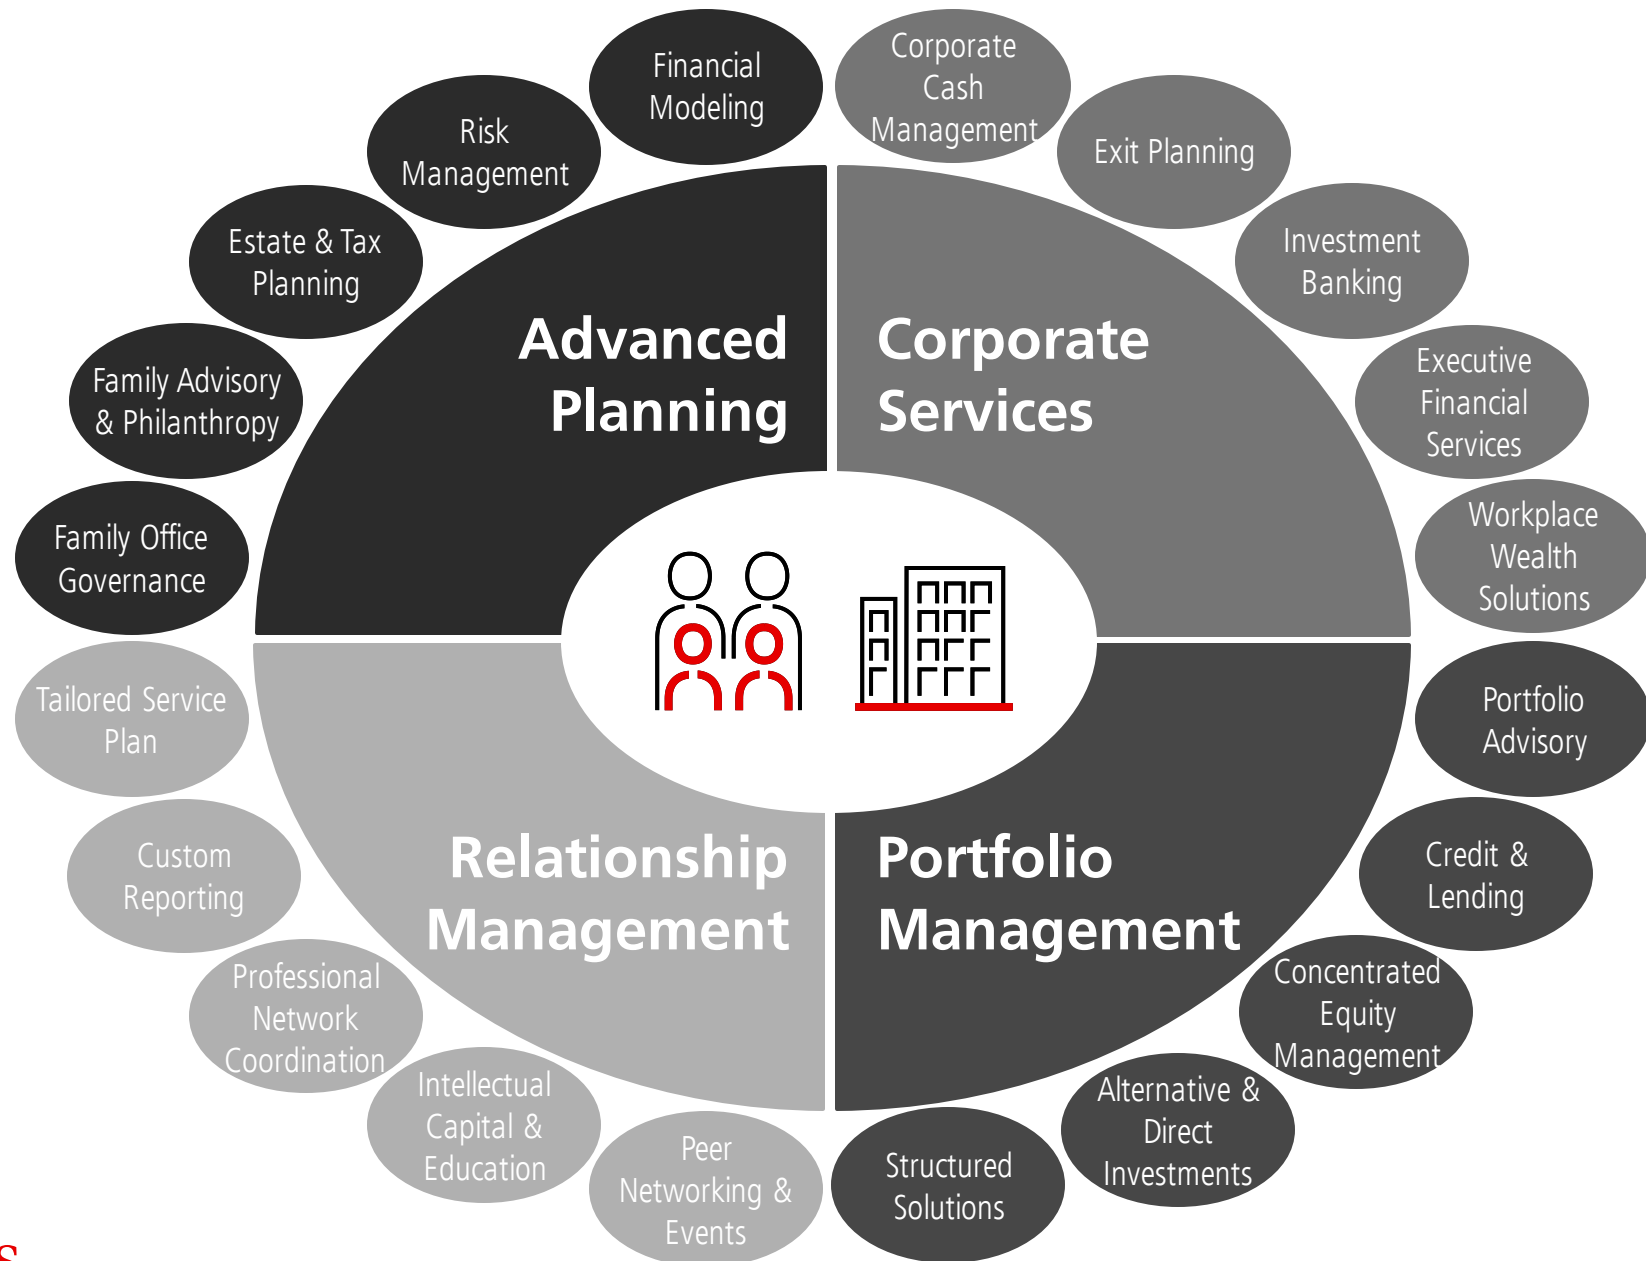 Financial
Modeling
Corporate
Cash
Management
Risk
Management
Exit Planning
Estate & Tax
Planning
Investment
Banking
Advanced
Planning
Corporate
Services
Family Advisory
& Philanthropy
Executive
Financial
Services
Family Office
Governance
Workplace
Wealth
Solutions
Tailored Service
Plan
Portfolio
Advisory
Relationship
Management
Portfolio
Management
Custom
Reporting
Credit &
Lending
Professional
Network
Coordination
Concentrated
Equity
Management
Intellectual
Capital &
Education
Alternative &
Direct
Investments
Peer
Networking &
Events
Structured
Solutions